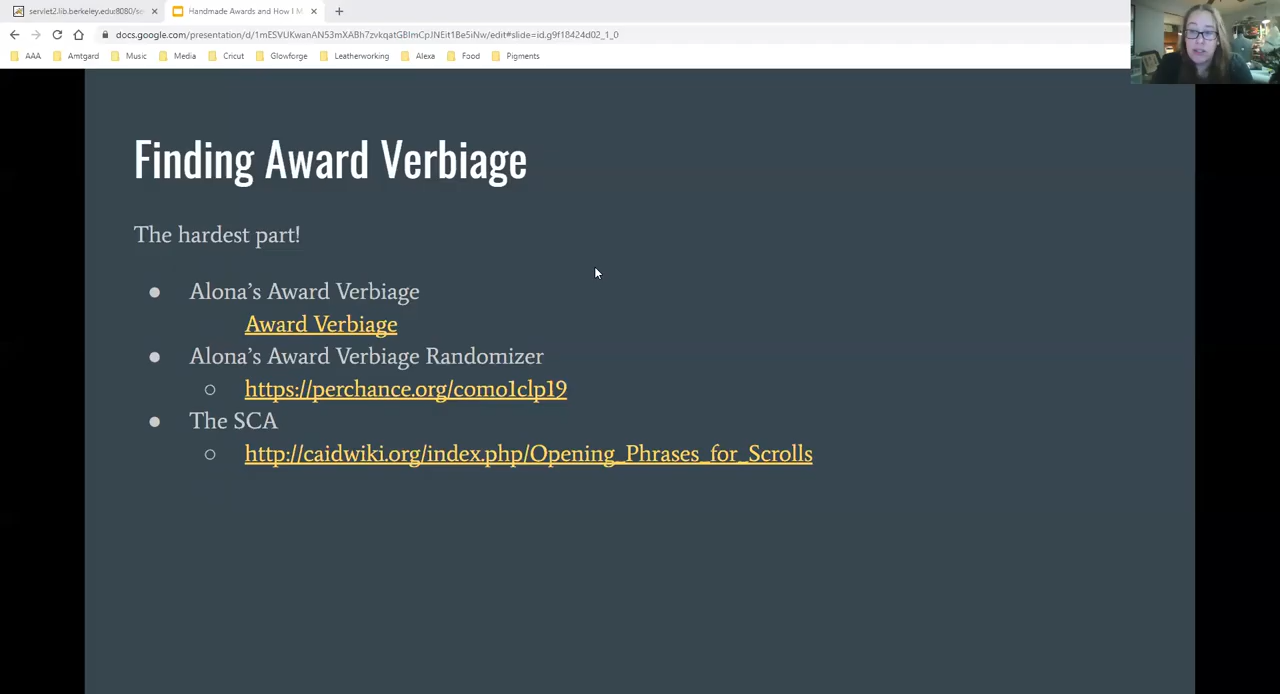 servlet2.lib.berkeley.edu:8080/se
Handmade Awards and How I M
docs.google.com/presentation/d/1mESVUKwanAN53mXABh7zvkqatGBlmCpJNEit1Be5iNw/edit#slide=id.g9f18424d02_1_0
AAA Amtgard Music Media Cricut Glowforge Leatherworking Alexa Food Pigments
Finding Award Verbiage
The hardest part!
● Alona’s Award Verbiage
Award Verbiage
● Alona’s Award Verbiage Randomizer
○ https://perchance.org/como1clp19
● The SCA
○ http://caidwiki.org/index.php/Opening_Phrases_for_Scrolls